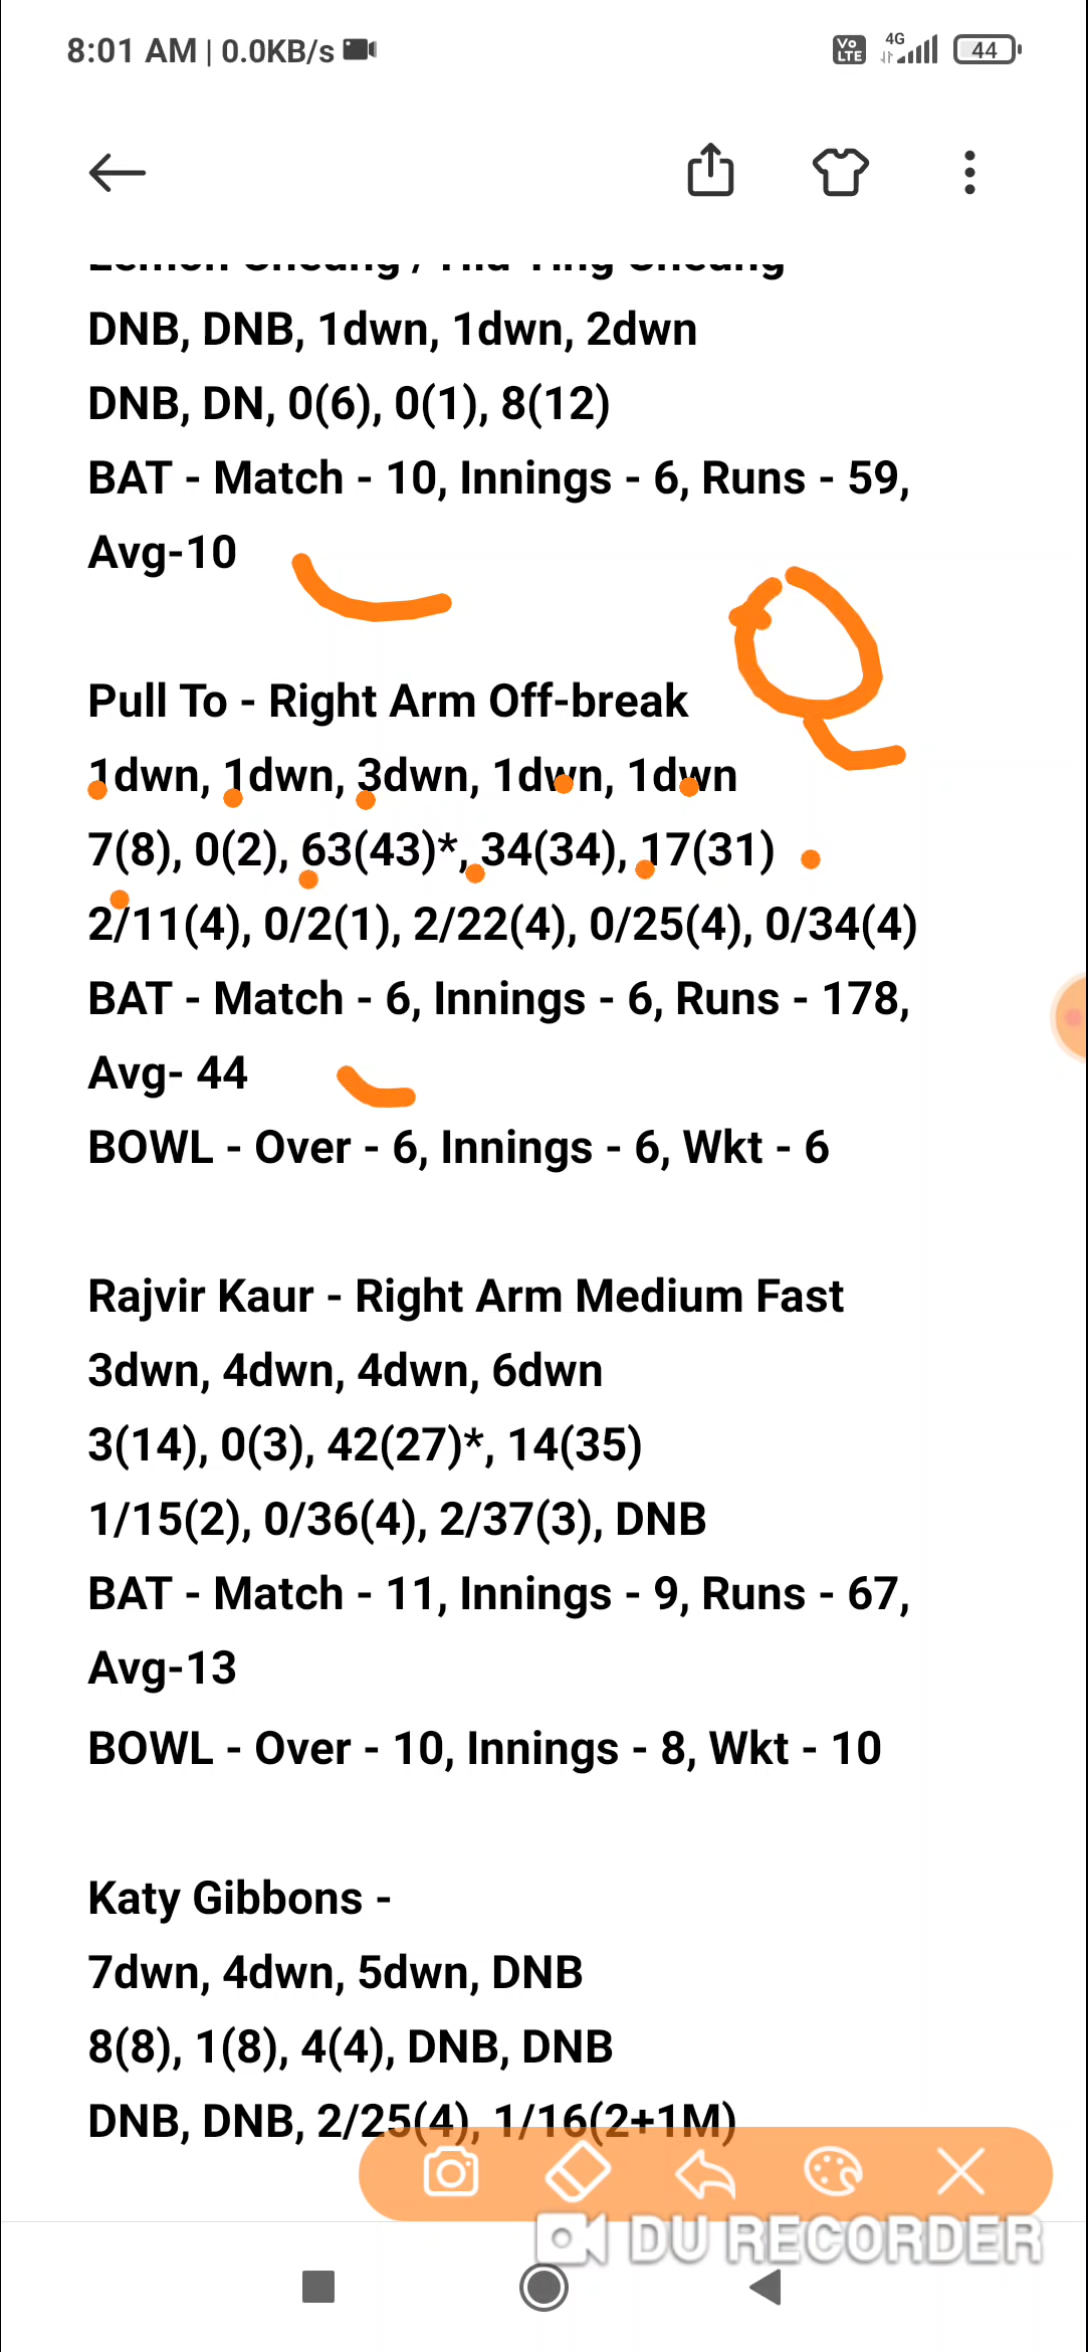 8:01 AM | 0.0KB/s
Vo LTE 4G 44
DNB, DNB, 1dwn, 1dwn, 2dwn
DNB, DN, 0(6), 0(1), 8(12)
BAT - Match - 10, Innings - 6, Runs - 59,
Avg-10
Pull To - Right Arm Off-break
1dwn, 1dwn, 3dwn, 1dwn, 1dwn
7(8), 0(2), 63(43)*, 34(34), 17(31)
2/11(4), 0/2(1), 2/22(4), 0/25(4), 0/34(4)
BAT - Match - 6, Innings - 6, Runs - 178,
Avg- 44
BOWL - Over - 6, Innings - 6, Wkt - 6
Rajvir Kaur - Right Arm Medium Fast
3dwn, 4dwn, 4dwn, 6dwn
3(14), 0(3), 42(27)*, 14(35)
1/15(2), 0/36(4), 2/37(3), DNB
BAT - Match - 11, Innings - 9, Runs - 67,
Avg-13
BOWL - Over - 10, Innings - 8, Wkt - 10
Katy Gibbons -
7dwn, 4dwn, 5dwn, DNB
8(8), 1(8), 4(4), DNB, DNB
DNB, DNB, 2/25(4), 1/16(2+1M)
DU RECORDER